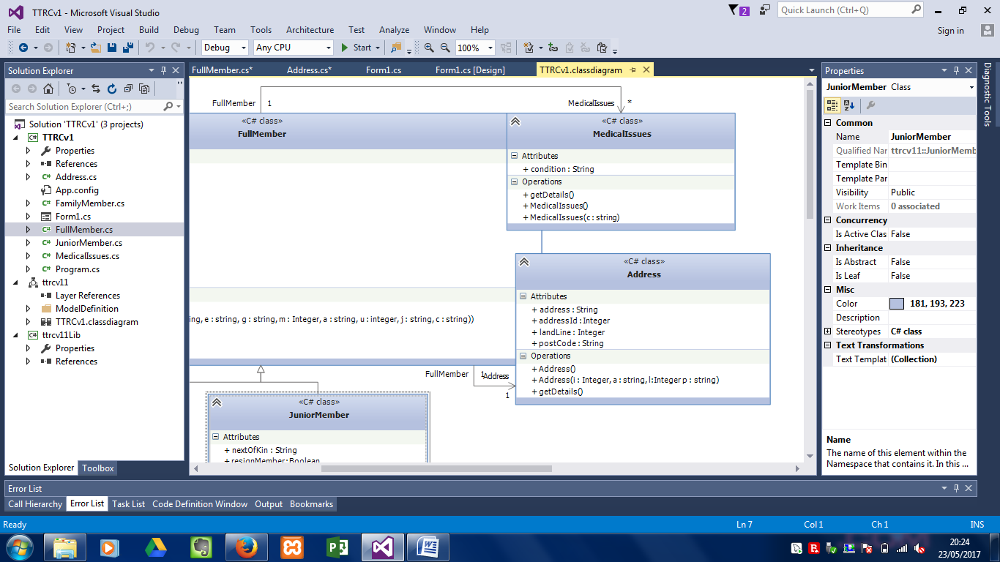 TTRCv1 - Microsoft Visual Studio
2
Quick Launch (Ctrl+Q)
File Edit View Project Build Debug Team Tools Architecture Test Analyze Window Help
Sign in
Debug Any CPU Start 100%
Solution Explorer
Search Solution Explorer (Ctrl+;)
Solution 'TTRCv1' (3 projects)
TTRCv1
Properties
References
Address.cs
App.config
FamilyMember.cs
Form1.cs
FullMember.cs
JuniorMember.cs
MedicalIssues.cs
Program.cs
ttrcv11
Layer References
ModelDefinition
TTRCv1.classdiagram
ttrcv11Lib
Properties
References
Solution Explorer Toolbox
FullMember.cs* Address.cs* Form1.cs Form1.cs [Design] TTRCv1.classdiagram
FullMember 1 MedicalIssues *
«C# class»
FullMember
ing, e : string, g : string, m : Integer, a : string, u : integer, j : string, c : string))
«C# class»
MedicalIssues
Attributes
+ condition : String
Operations
+ getDetails()
+ MedicalIssues()
+ MedicalIssues(c : string)
«C# class»
Address
Attributes
+ address : String
+ addressId : Integer
+ landLine : Integer
+ postCode : String
Operations
+ Address()
+ Address(i : Integer, a : string, l:Integer p : string)
+ getDetails()
FullMember 1 Address
1
«C# class»
JuniorMember
Attributes
+ nextOfKin : String
+ resignMember:Boolean
Properties
JuniorMember Class
Common
Name JuniorMember
Qualified Nar ttrcv11::JuniorMemb
Template Bin
Template Par
Visibility Public
Work Items 0 associated
Concurrency
Is Active Clas False
Inheritance
Is Abstract False
Is Leaf False
Misc
Color 181, 193, 223
Description
Stereotypes C# class
Text Transformations
Text Templat (Collection)
Name
The name of this element within the
Namespace that contains it. In this ...
Diagnostic Tools
Error List
Call Hierarchy Error List Task List Code Definition Window Output Bookmarks
Ready Ln 7 Col 1 Ch 1 INS
20:24
23/05/2017